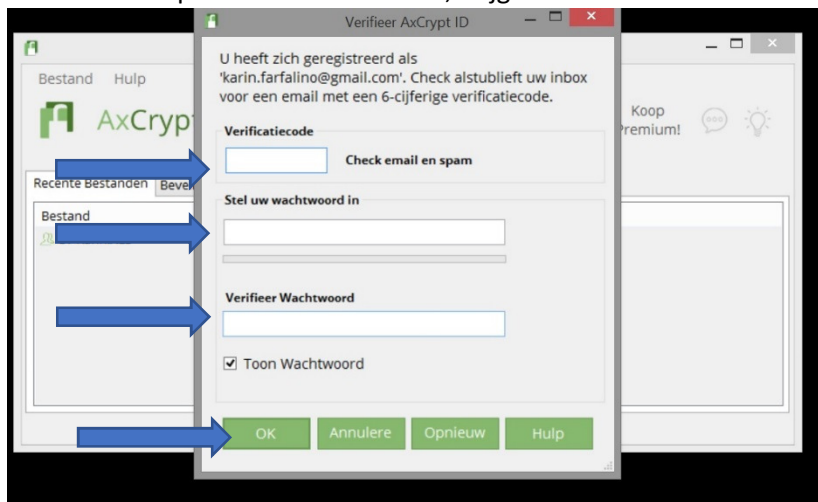 Verifieer AxCrypt ID
U heeft zich geregistreerd als
'karin.farfalino@gmail.com'. Check alstublieft uw inbox
voor een email met een 6-cijferige verificatiecode.
Bestand Hulp
AxCryp
Koop
Premium!
Verificatiecode
Check email en spam
Recente Bestanden
Stel uw wachtwoord in
Bestand
Verifieer Wachtwoord
Toon Wachtwoord
OK Annulere Opnieuw Hulp